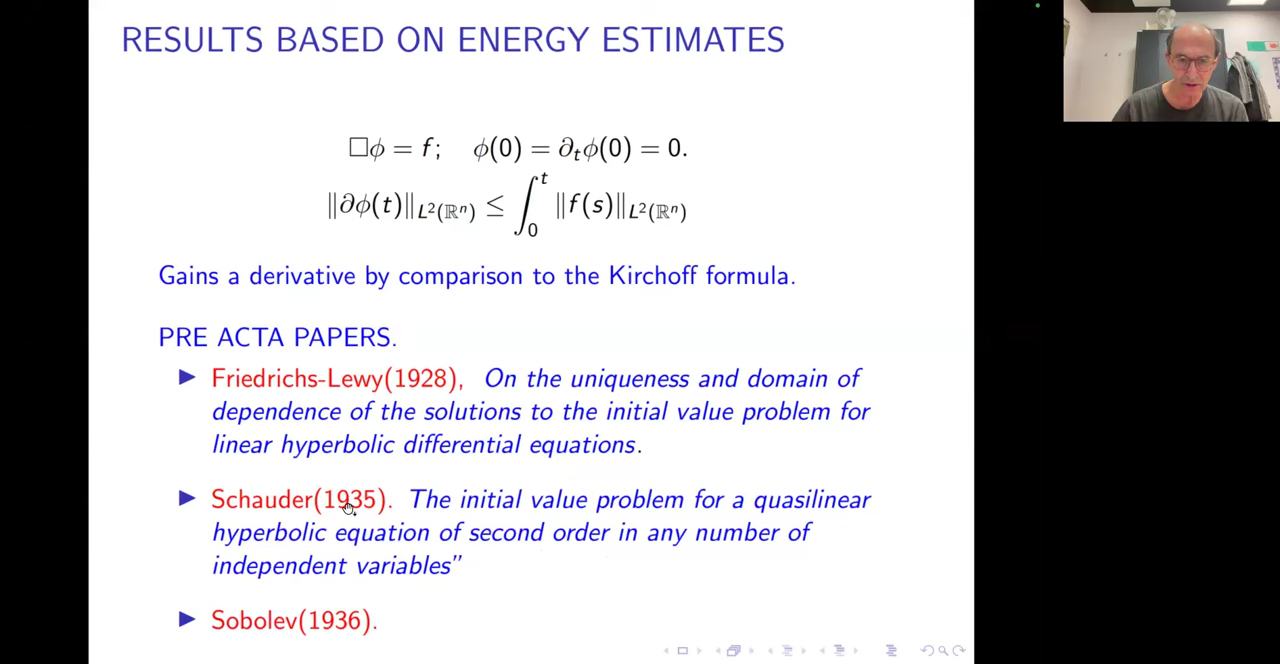 RESULTS BASED ON ENERGY ESTIMATES
□ϕ = f; ϕ(0) = ∂ₜϕ(0) = 0.
‖∂ϕ(t)‖_{L²(ℝⁿ)} ≤ ∫₀ᵗ ‖f(s)‖_{L²(ℝⁿ)}
Gains a derivative by comparison to the Kirchoff formula.
PRE ACTA PAPERS.
Friedrichs-Lewy(1928), On the uniqueness and domain of
dependence of the solutions to the initial value problem for
linear hyperbolic differential equations.
Schauder(1935). The initial value problem for a quasilinear
hyperbolic equation of second order in any number of
independent variables”
Sobolev(1936).